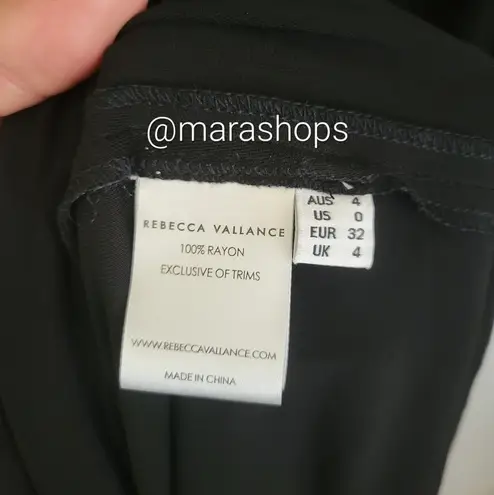 @marashops
REBECCA VALLANCE
100% RAYON
EXCLUSIVE OF TRIMS
WWW.REBECCAVALLANCE.COM
MADE IN CHINA
AUS 4
US 0
EUR 32
UK 4